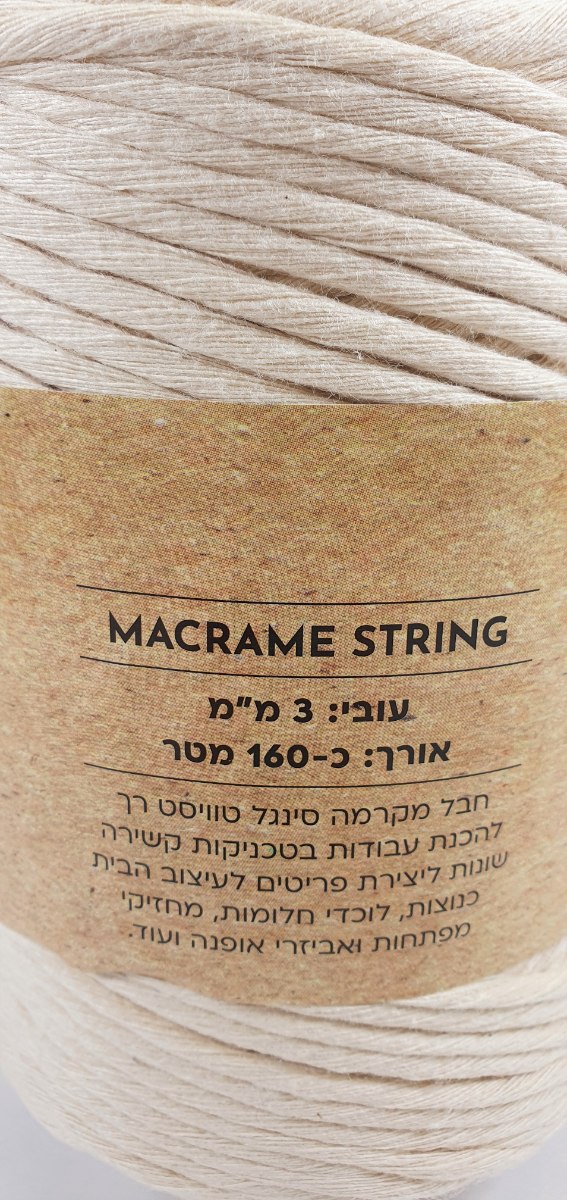 MACRAME STRING
עובי: 3 מ"מ
אורך: כ-160 מטר
חבל מקרמה סינגל טוויסט רך
להכנת עבודות בטכניקות קשירה
שונות ליצירת פריטים לעיצוב הבית
כנוצות, לוכדי חלומות, מחזיקי
מפתחות ואביזרי אופנה ועוד.